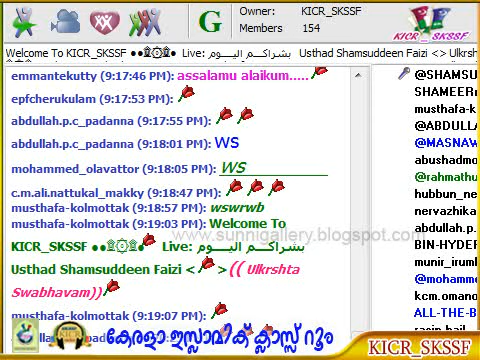 Owner: KICR_SKSSF
Members 154
KICR_SKSSF
Welcome To KICR_SKSSF ●●۩۞۩● Live: بشراكم اليوم Usthad Shamsuddeen Faizi <> Ulkrsh
emmantekutty (9:17:46 PM): assalamu alaikum.....
epfcherukulam (9:17:53 PM):
abdullah.p.c_padanna (9:17:55 PM):
abdullah.p.c_padanna (9:18:01 PM): WS
mohammed_olavattor (9:18:05 PM): WS
c.m.ali.nattukal_makky (9:18:47 PM):
musthafa-kolmottak (9:18:57 PM): wswrwb
musthafa-kolmottak (9:19:03 PM): Welcome To
KICR_SKSSF ●●۩۞۩● Live: بشراكم اليوم
Usthad Shamsuddeen Faizi < > (( Ulkrshta
Swabhavam))
musthafa-kolmottak (9:19:07 PM):
@SHAMSU
SHAMEER
musthafa-k
@ABDULLA
@MASNAW
abushadmo
@rahmathu
hubbun_ne
nervazhika
abdullah.p.
BIN-HYDER
munir_iruml
@mohamme
kcm.omano
ALL-THE-B
www.sunnigallery.blogspot.com
KICR
കേരളാ ഇസ്ലാമിക് ക്ലാസ്സ് റൂം
KICR_SKSSF